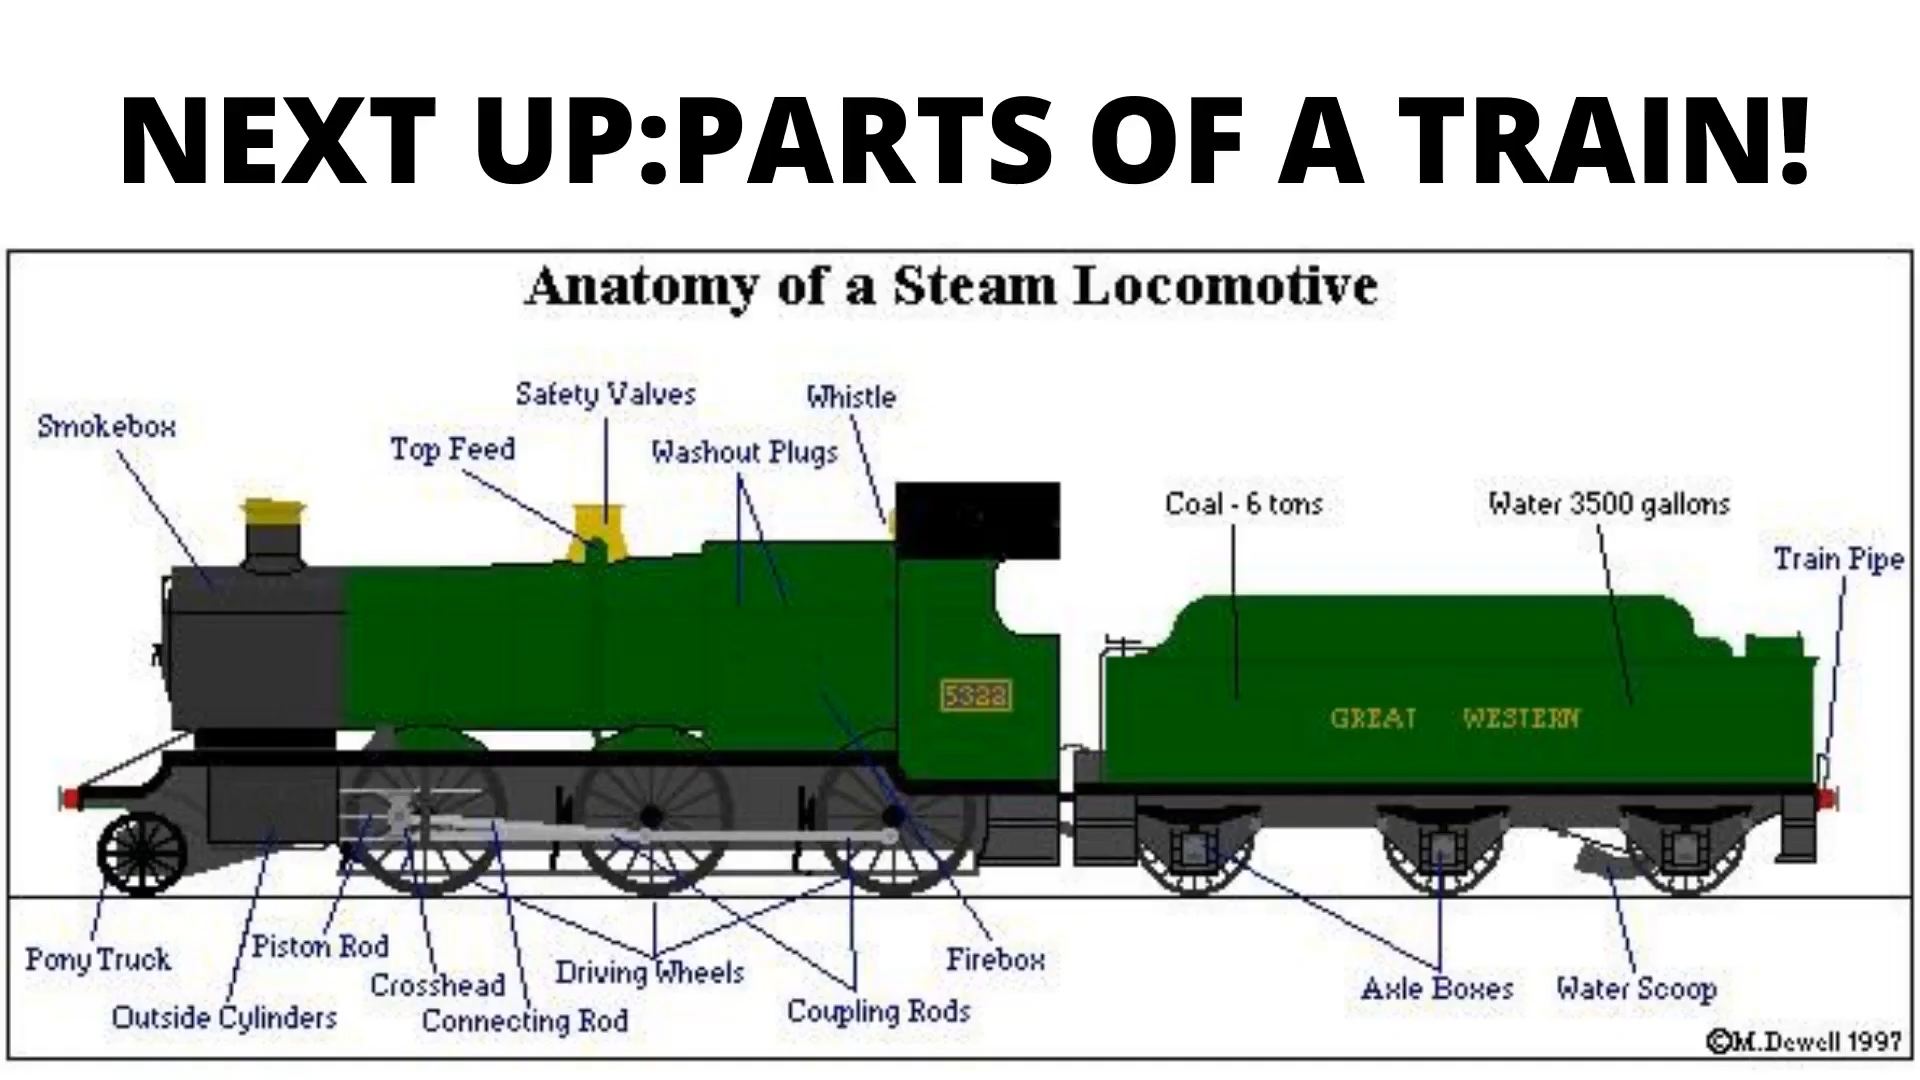 NEXT UP:PARTS OF A TRAIN!
Anatomy of a Steam Locomotive
Safety Valves
Whistle
Smokebox
Top Feed
Washout Plugs
Coal - 6 tons
Water 3500 gallons
Train Pipe
5322
GREAT WESTERN
Pony Truck
Piston Rod
Crosshead
Driving Wheels
Firebox
Outside Cylinders
Connecting Rod
Coupling Rods
Axle Boxes
Water Scoop
©M.Dewell 1997